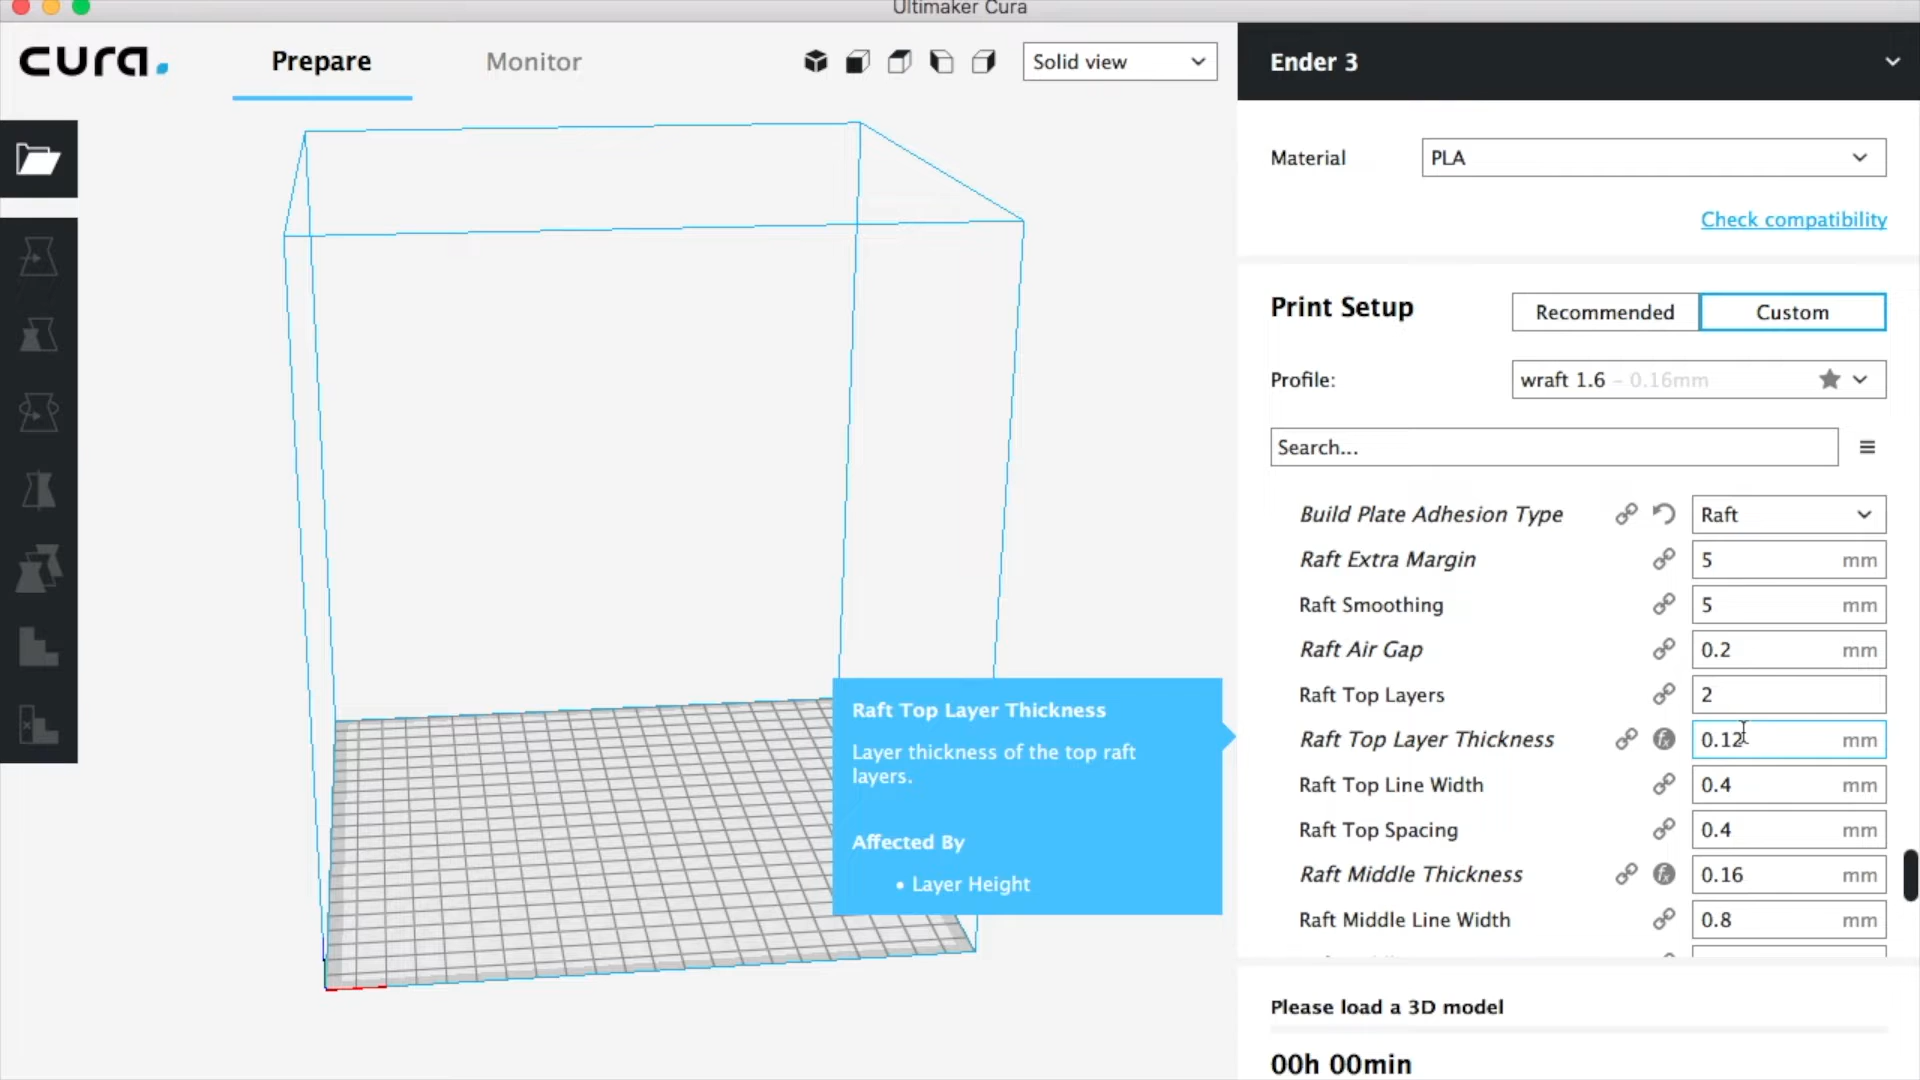 Ultimaker Cura
cura.
Prepare
Monitor
Solid view
Ender 3
Material
PLA
Check compatibility
Print Setup
Recommended
Custom
Profile:
wraft 1.6 - 0.16mm
Search...
Build Plate Adhesion Type
Raft
Raft Extra Margin
5 mm
Raft Smoothing
5 mm
Raft Air Gap
0.2 mm
Raft Top Layers
2
Raft Top Layer Thickness
0.12 mm
Raft Top Line Width
0.4 mm
Raft Top Spacing
0.4 mm
Raft Middle Thickness
0.16 mm
Raft Middle Line Width
0.8 mm
Raft Top Layer Thickness
Layer thickness of the top raft
layers.
Affected By
• Layer Height
Please load a 3D model
00h 00min